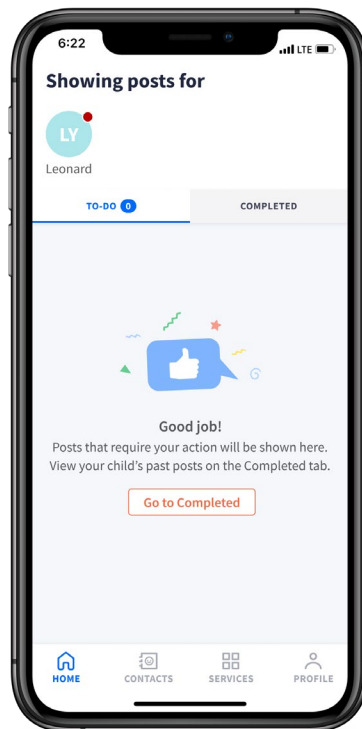 6:22
LTE
Showing posts for
LY
Leonard
TO-DO 0
COMPLETED
Good job!
Posts that require your action will be shown here.
View your child's past posts on the Completed tab.
Go to Completed
HOME
CONTACTS
SERVICES
PROFILE